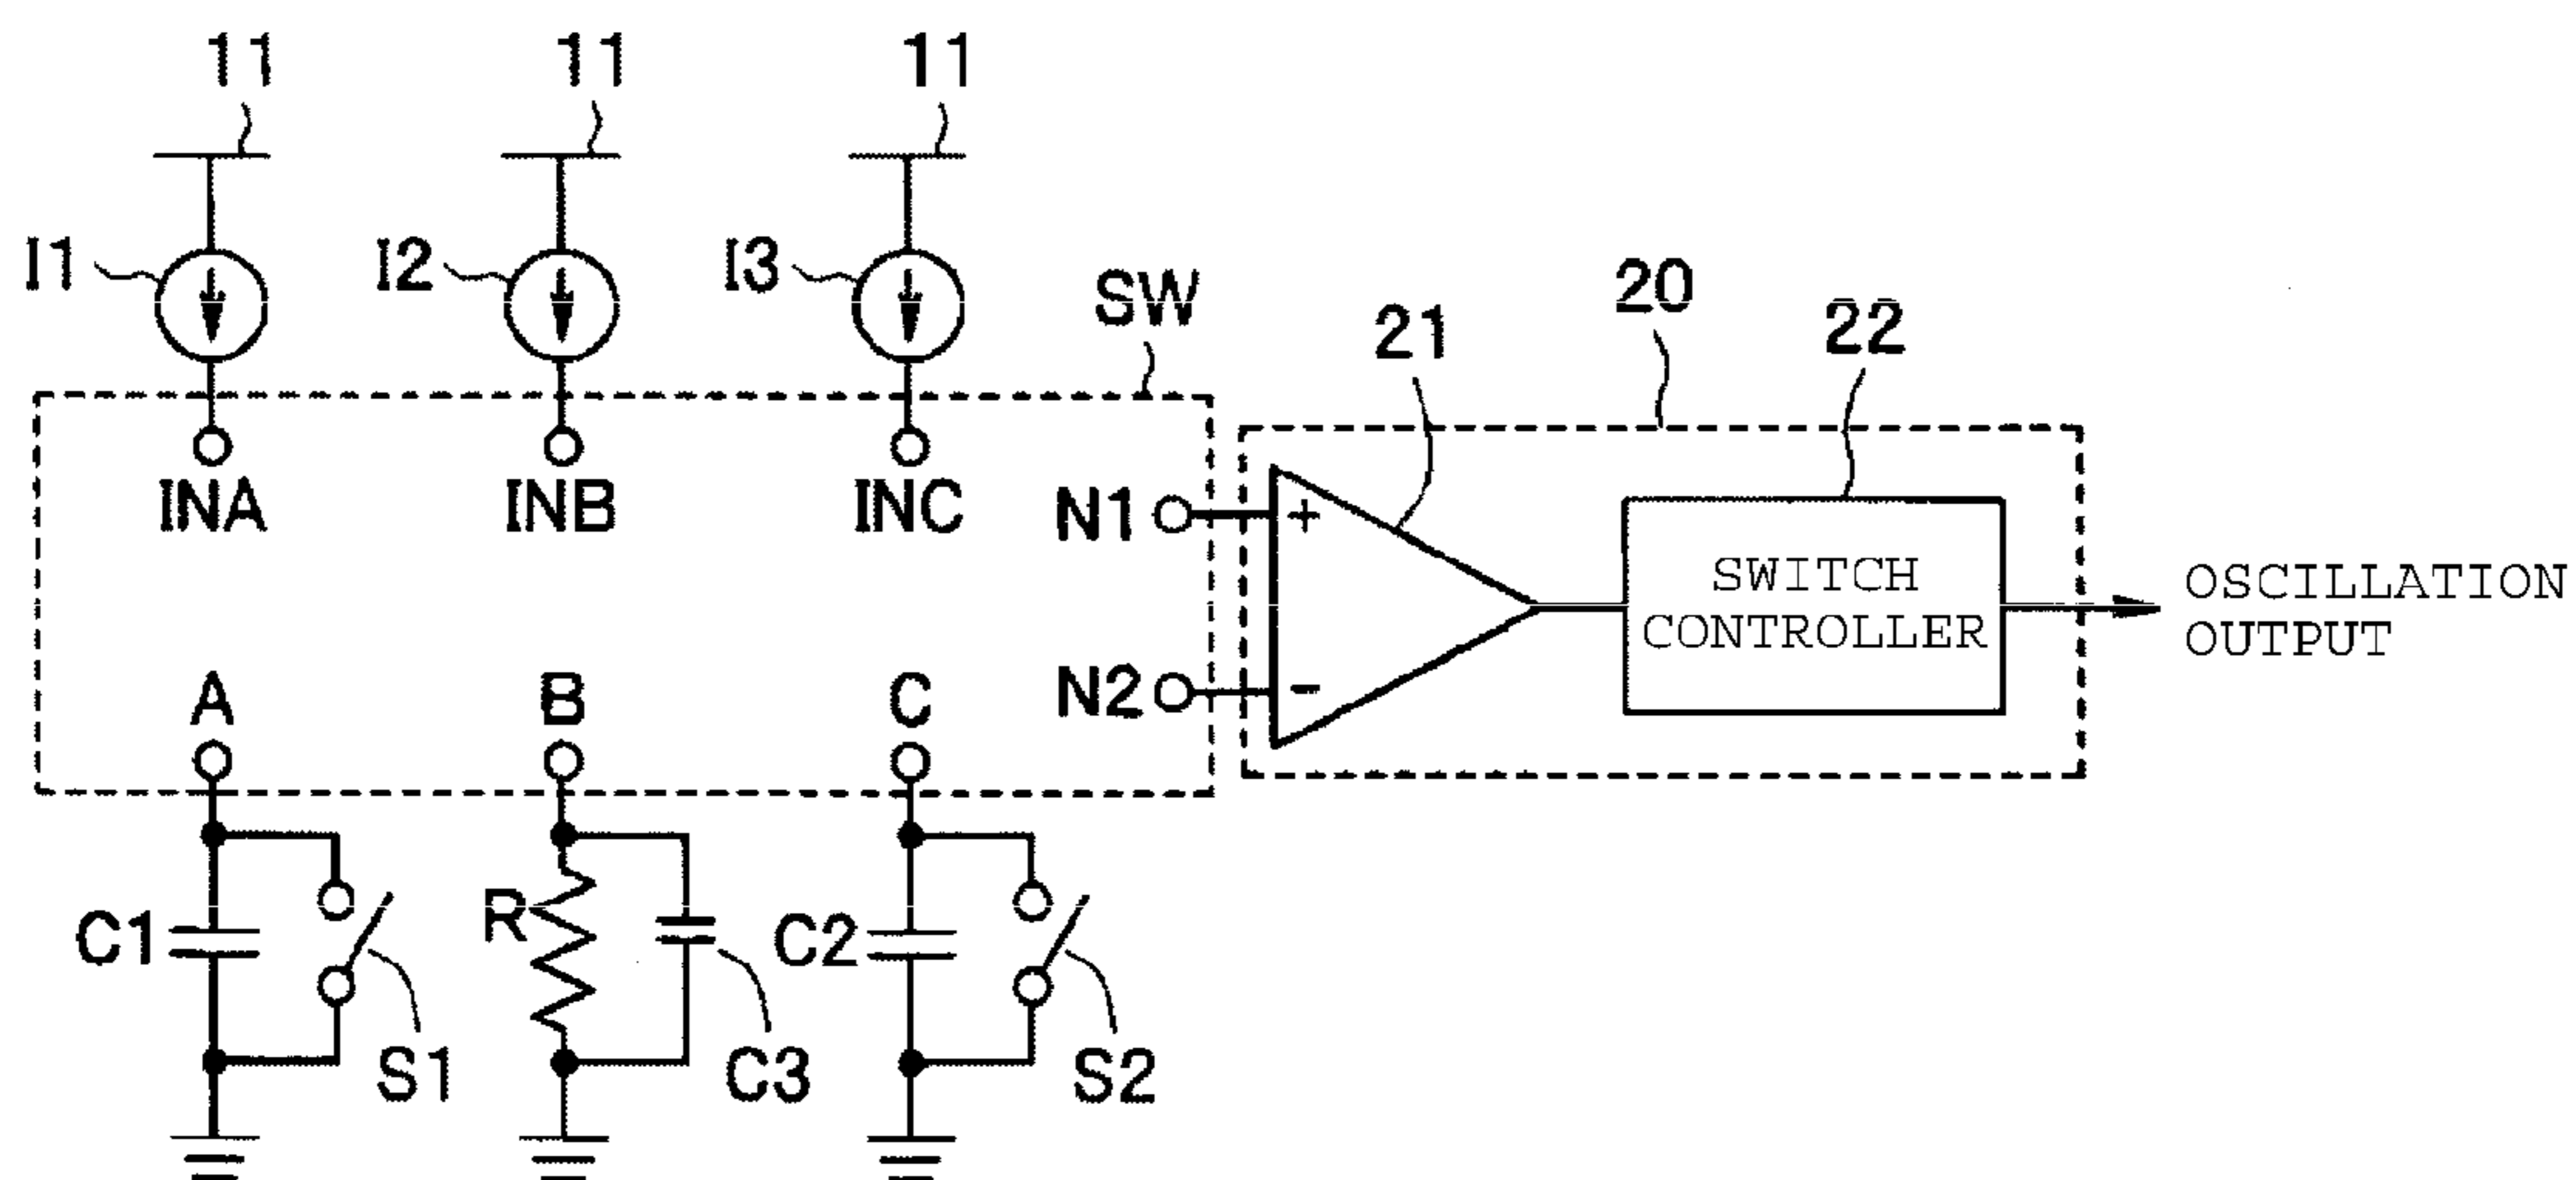 11 11 11
I1 I2 I3 SW 20
21 22
INA INB INC N1 +
SWITCH
CONTROLLER
OSCILLATION
OUTPUT
A B C N2 -
C1 R C2
S1 C3 S2